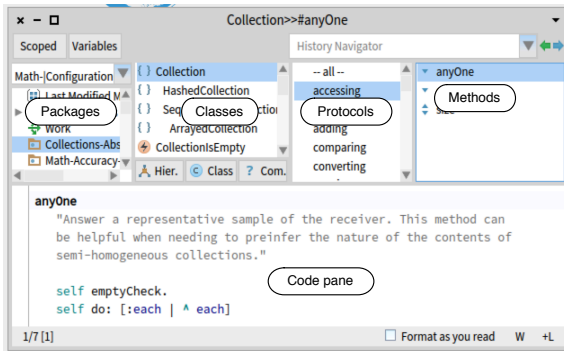 Collection>>#anyOne
Scoped Variables History Navigator
Math-|Configuration
Last Modified M
Packages
Work
Collections-Abs
Math-Accuracy-
{ } Collection
{ } HashedCollection
{ } Seq ction
Classes
{ } ArrayedCollection
CollectionIsEmpty
Hier. Class ? Com.
-- all --
accessing
Protocols
adding
comparing
converting
anyOne
Methods
size
anyOne
"Answer a representative sample of the receiver. This method can
be helpful when needing to preinfer the nature of the contents of
semi-homogeneous collections."
Code pane
self emptyCheck.
self do: [:each | ^ each]
1/7 [1] Format as you read W +L